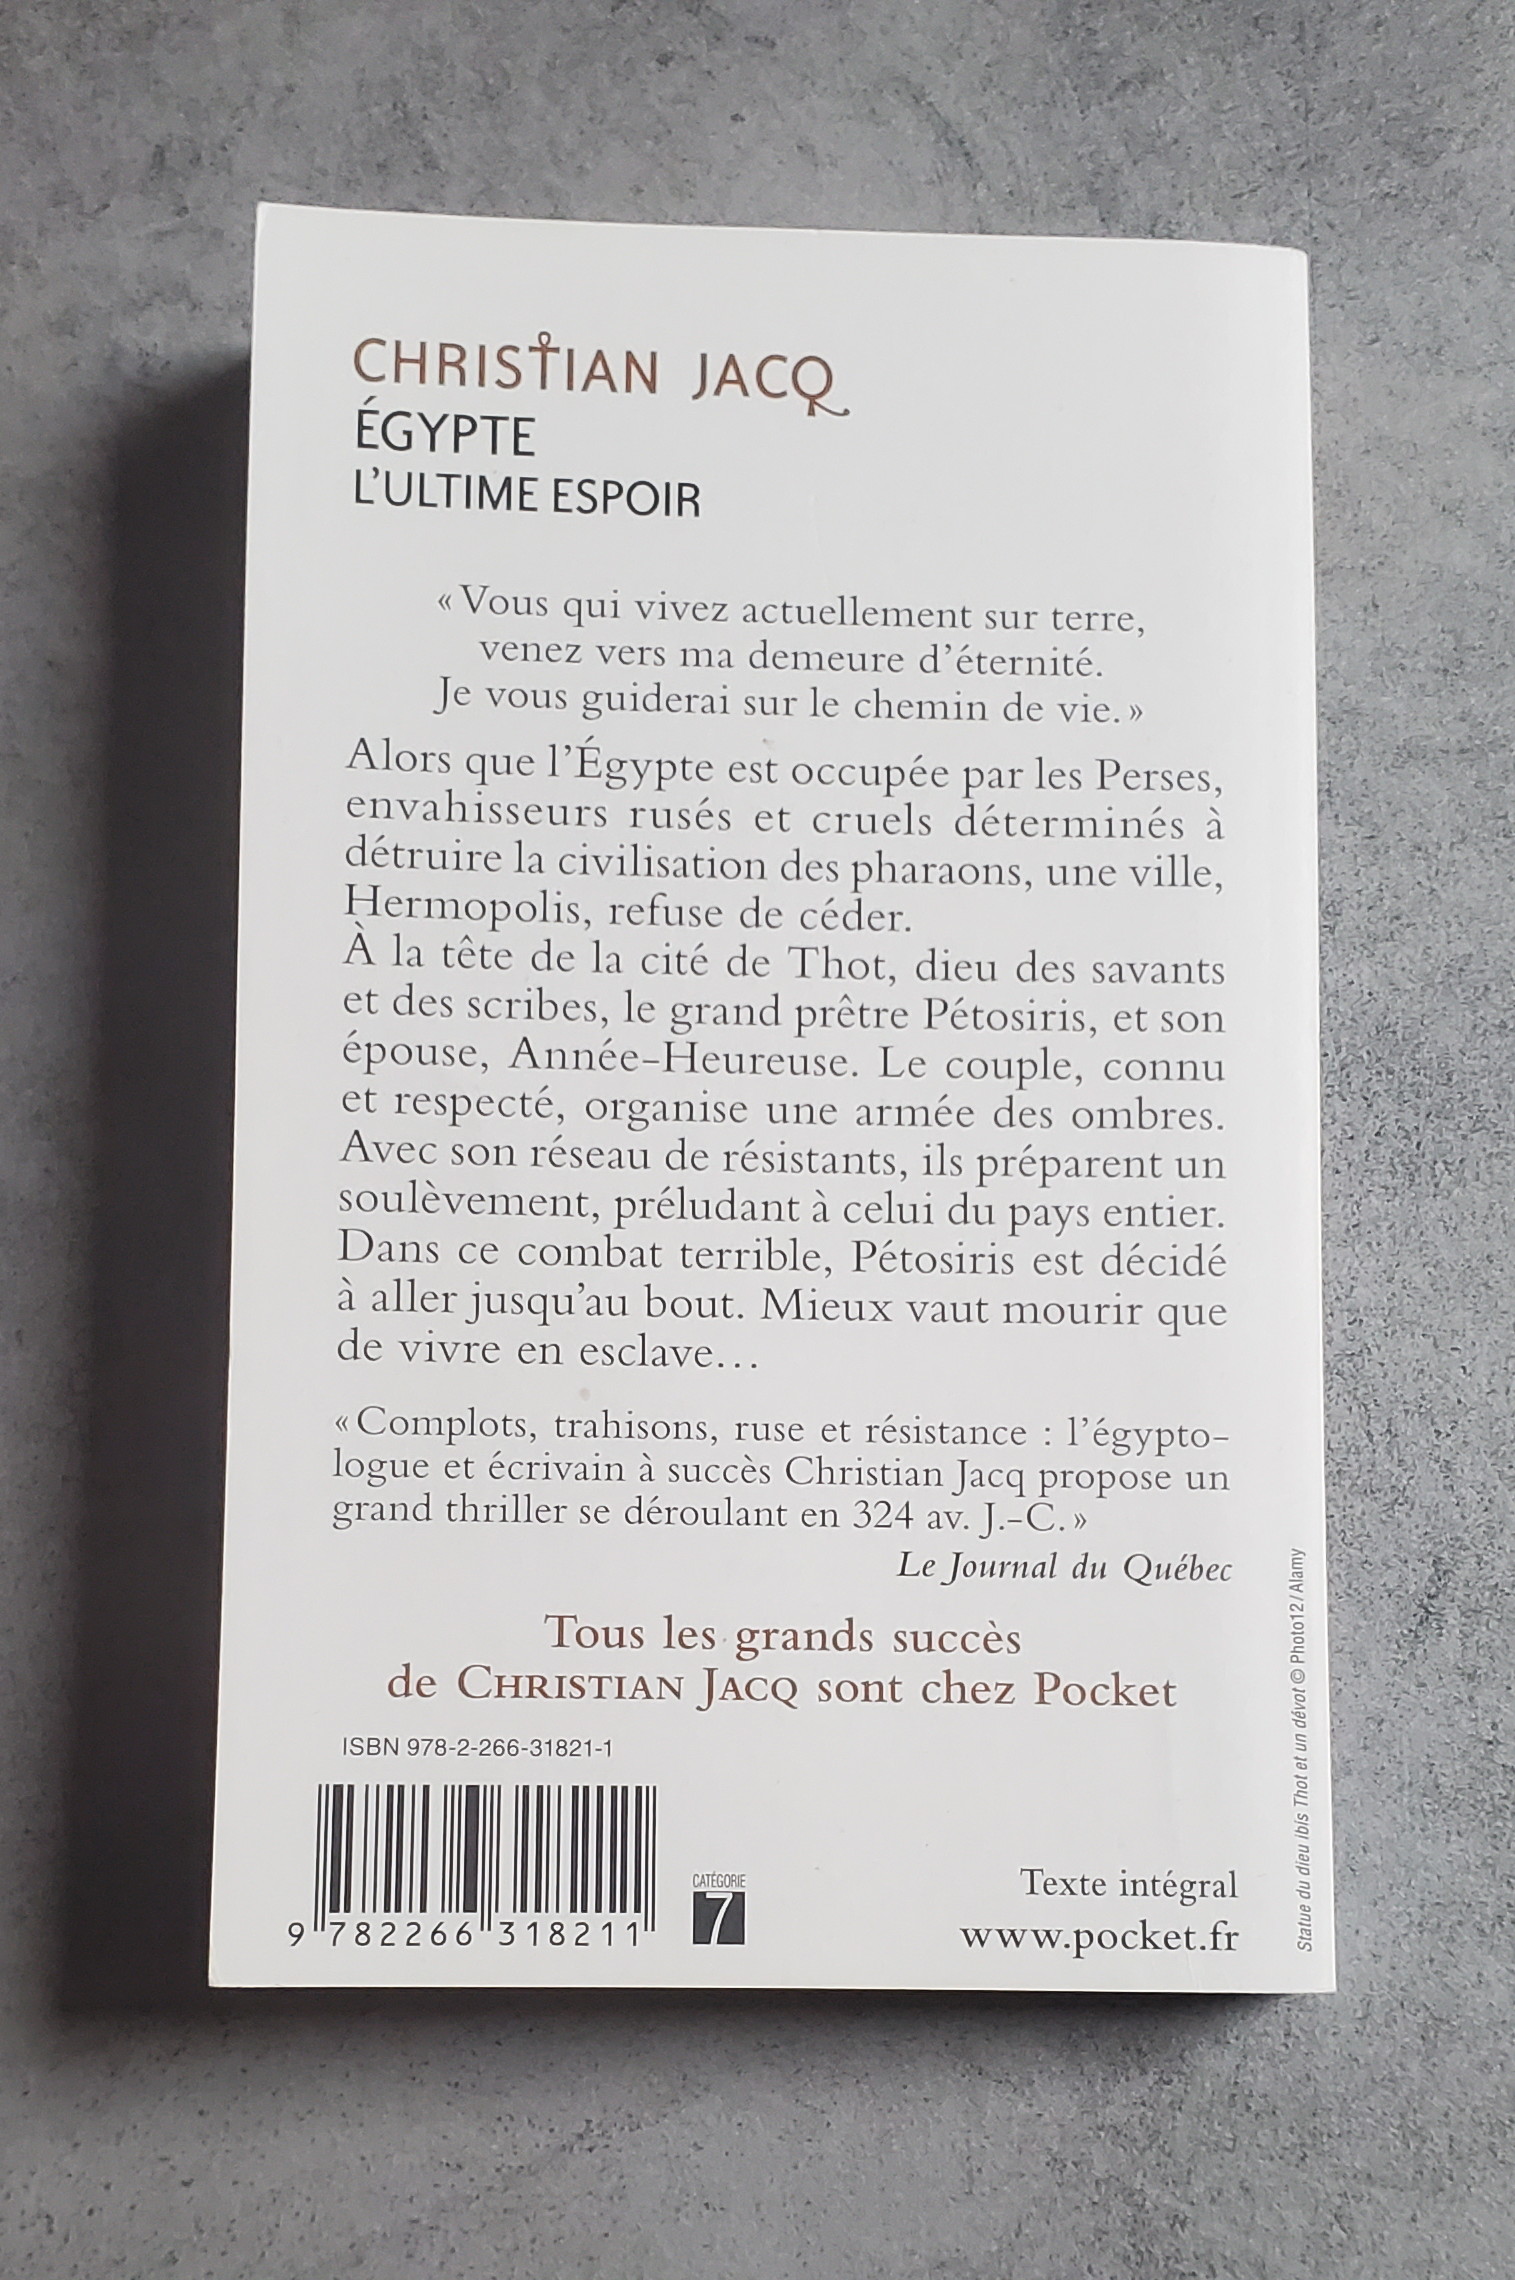 CHRISTIAN JACQ
ÉGYPTE
L'ULTIME ESPOIR
« Vous qui vivez actuellement sur terre,
venez vers ma demeure d'éternité.
Je vous guiderai sur le chemin de vie. »
Alors que l'Égypte est occupée par les Perses,
envahisseurs rusés et cruels déterminés à
détruire la civilisation des pharaons, une ville,
Hermopolis, refuse de céder.
À la tête de la cité de Thot, dieu des savants
et des scribes, le grand prêtre Pétosiris, et son
épouse, Année-Heureuse. Le couple, connu
et respecté, organise une armée des ombres.
Avec son réseau de résistants, ils préparent un
soulèvement, préludant à celui du pays entier.
Dans ce combat terrible, Pétosiris est décidé
à aller jusqu'au bout. Mieux vaut mourir que
de vivre en esclave...
« Complots, trahisons, ruse et résistance : l'égypto-
logue et écrivain à succès Christian Jacq propose un
grand thriller se déroulant en 324 av. J.-C. »
Le Journal du Québec
Tous les grands succès
de CHRISTIAN JACQ sont chez Pocket
ISBN 978-2-266-31821-1
9 782266 318211
CATÉGORIE
7
Texte intégral
www.pocket.fr
Statue du dieu ibis Thot et un dévot © Photo12/Alamy